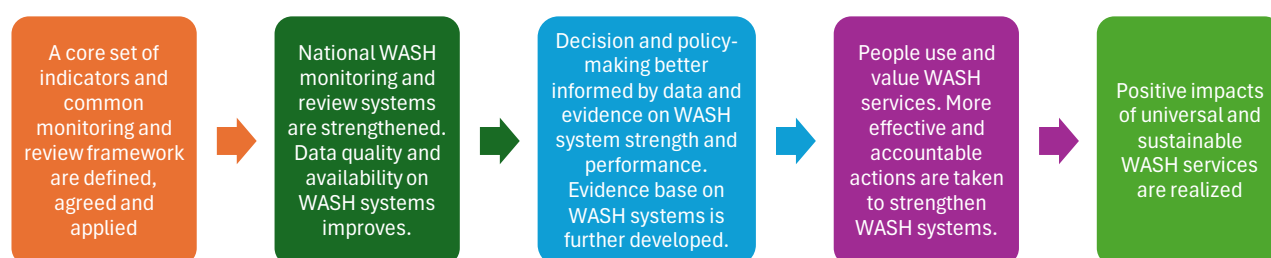 A core set of
indicators and
common
monitoring and
review framework
are defined,
agreed and
applied
National WASH
monitoring and
review systems
are strengthened.
Data quality and
availability on
WASH systems
improves.
Decision and policy-
making better
informed by data and
evidence on WASH
system strength and
performance.
Evidence base on
WASH systems is
further developed.
People use and
value WASH
services. More
effective and
accountable
actions are taken
to strengthen
WASH systems.
Positive impacts
of universal and
sustainable
WASH services
are realized